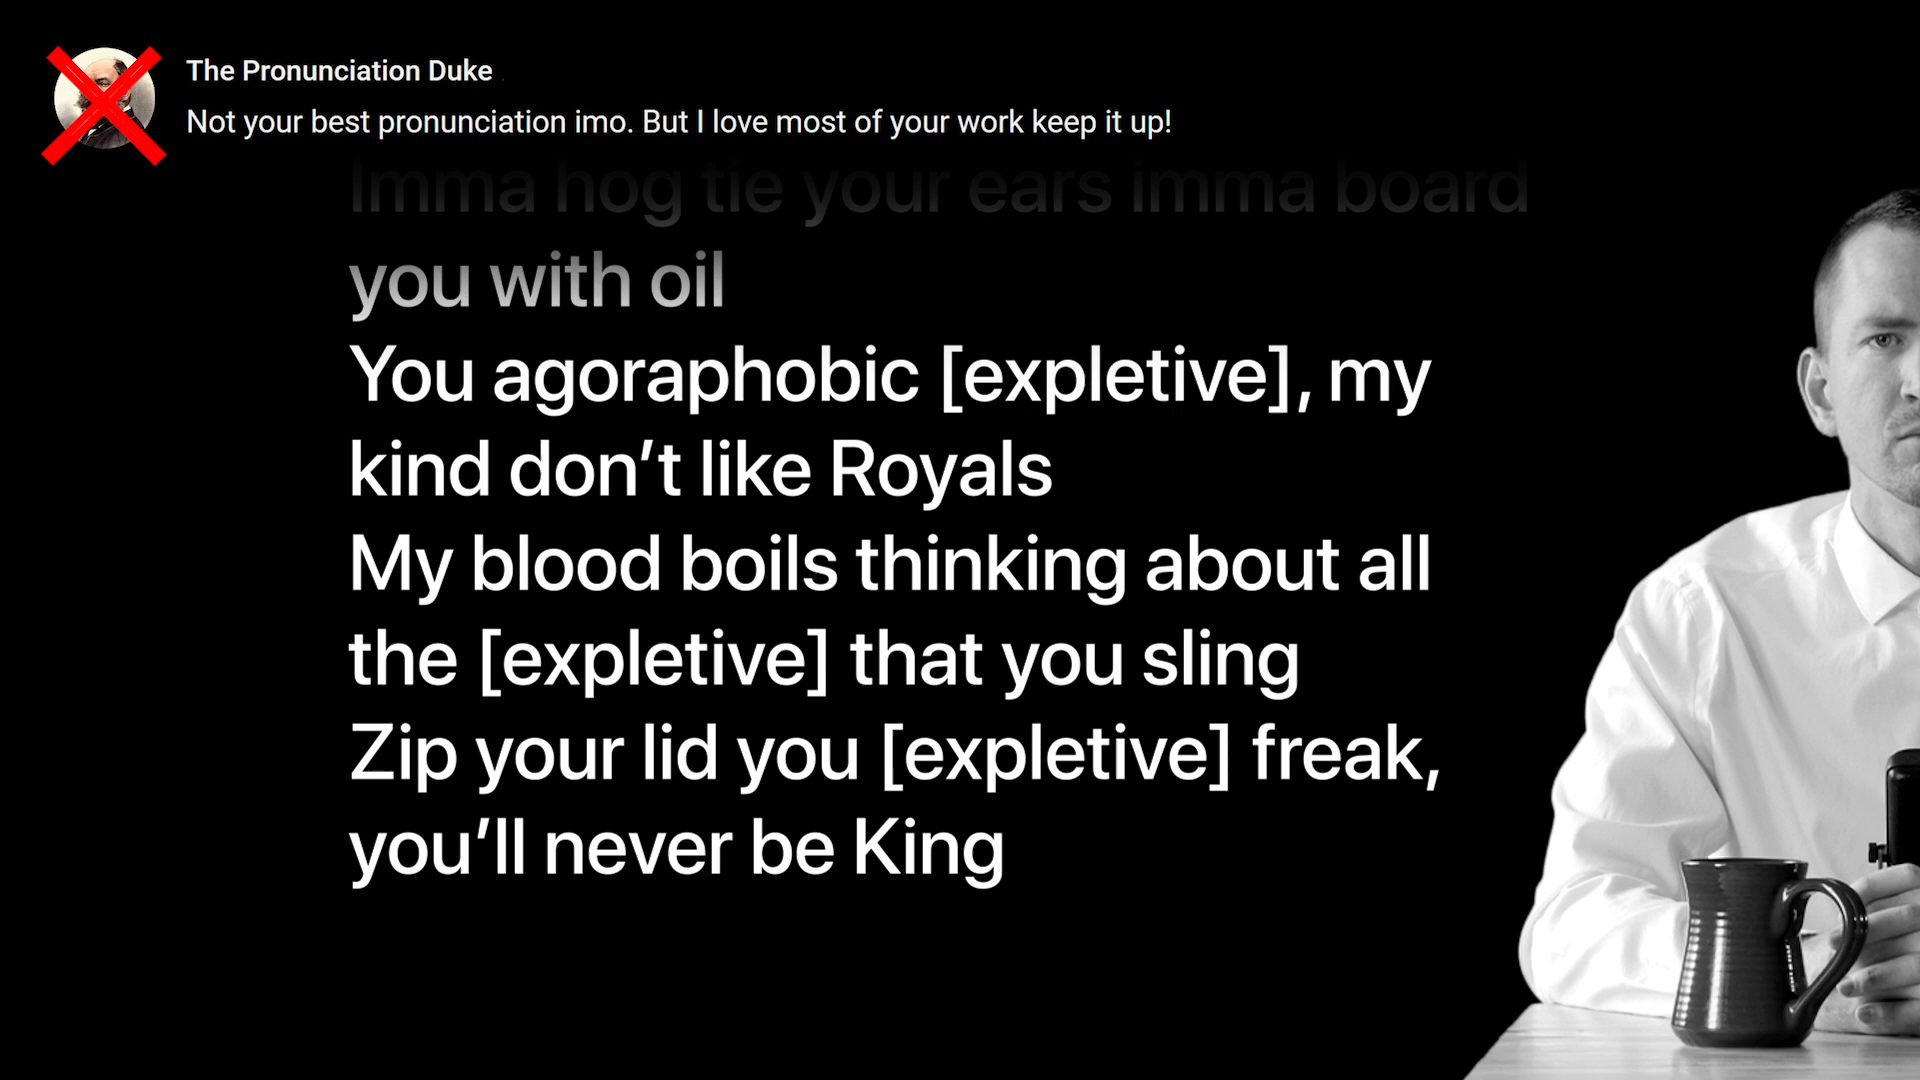 The Pronunciation Duke
Not your best pronunciation imo. But I love most of your work keep it up!
Imma hog tie your ears imma board
you with oil
You agoraphobic [expletive], my
kind don’t like Royals
My blood boils thinking about all
the [expletive] that you sling
Zip your lid you [expletive] freak,
you’ll never be King